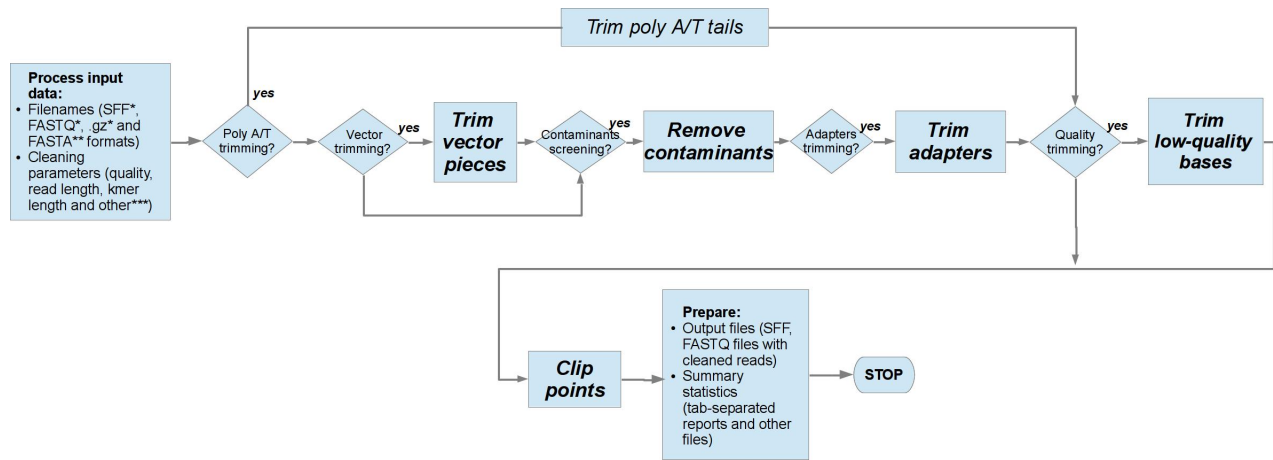 Trim poly A/T tails
Process input
data:
• Filenames (SFF*,
FASTQ*, .gz* and
FASTA** formats)
• Cleaning
parameters (quality,
read length, kmer
length and other***)
yes
Poly A/T
trimming?
Vector
trimming?
yes
Trim
vector
pieces
Contaminants
screening?
yes
Remove
contaminants
Adapters
trimming?
yes
Trim
adapters
Quality
trimming?
yes
Trim
low-quality
bases
Clip
points
Prepare:
• Output files (SFF,
FASTQ files with
cleaned reads)
• Summary
statistics
(tab-separated
reports and other
files)
STOP